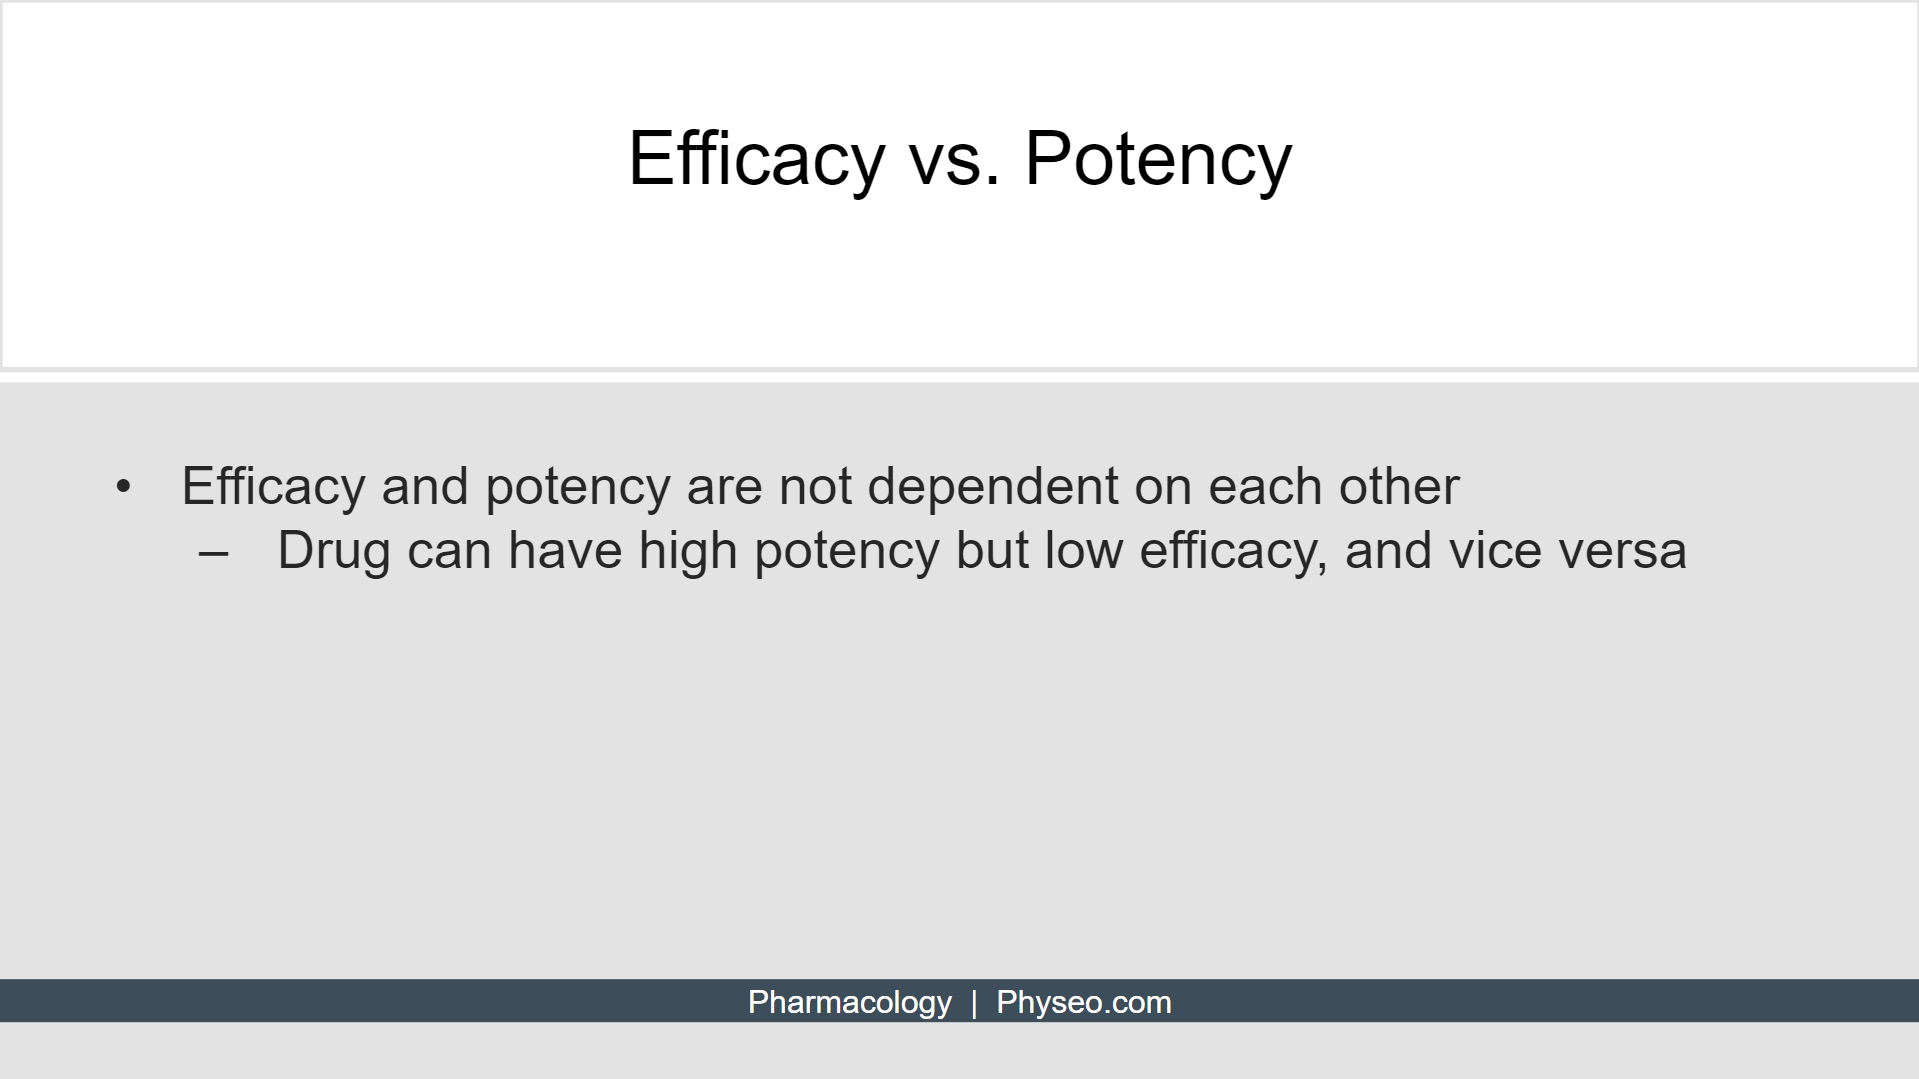 Efficacy vs. Potency
• Efficacy and potency are not dependent on each other
– Drug can have high potency but low efficacy, and vice versa
Pharmacology | Physeo.com